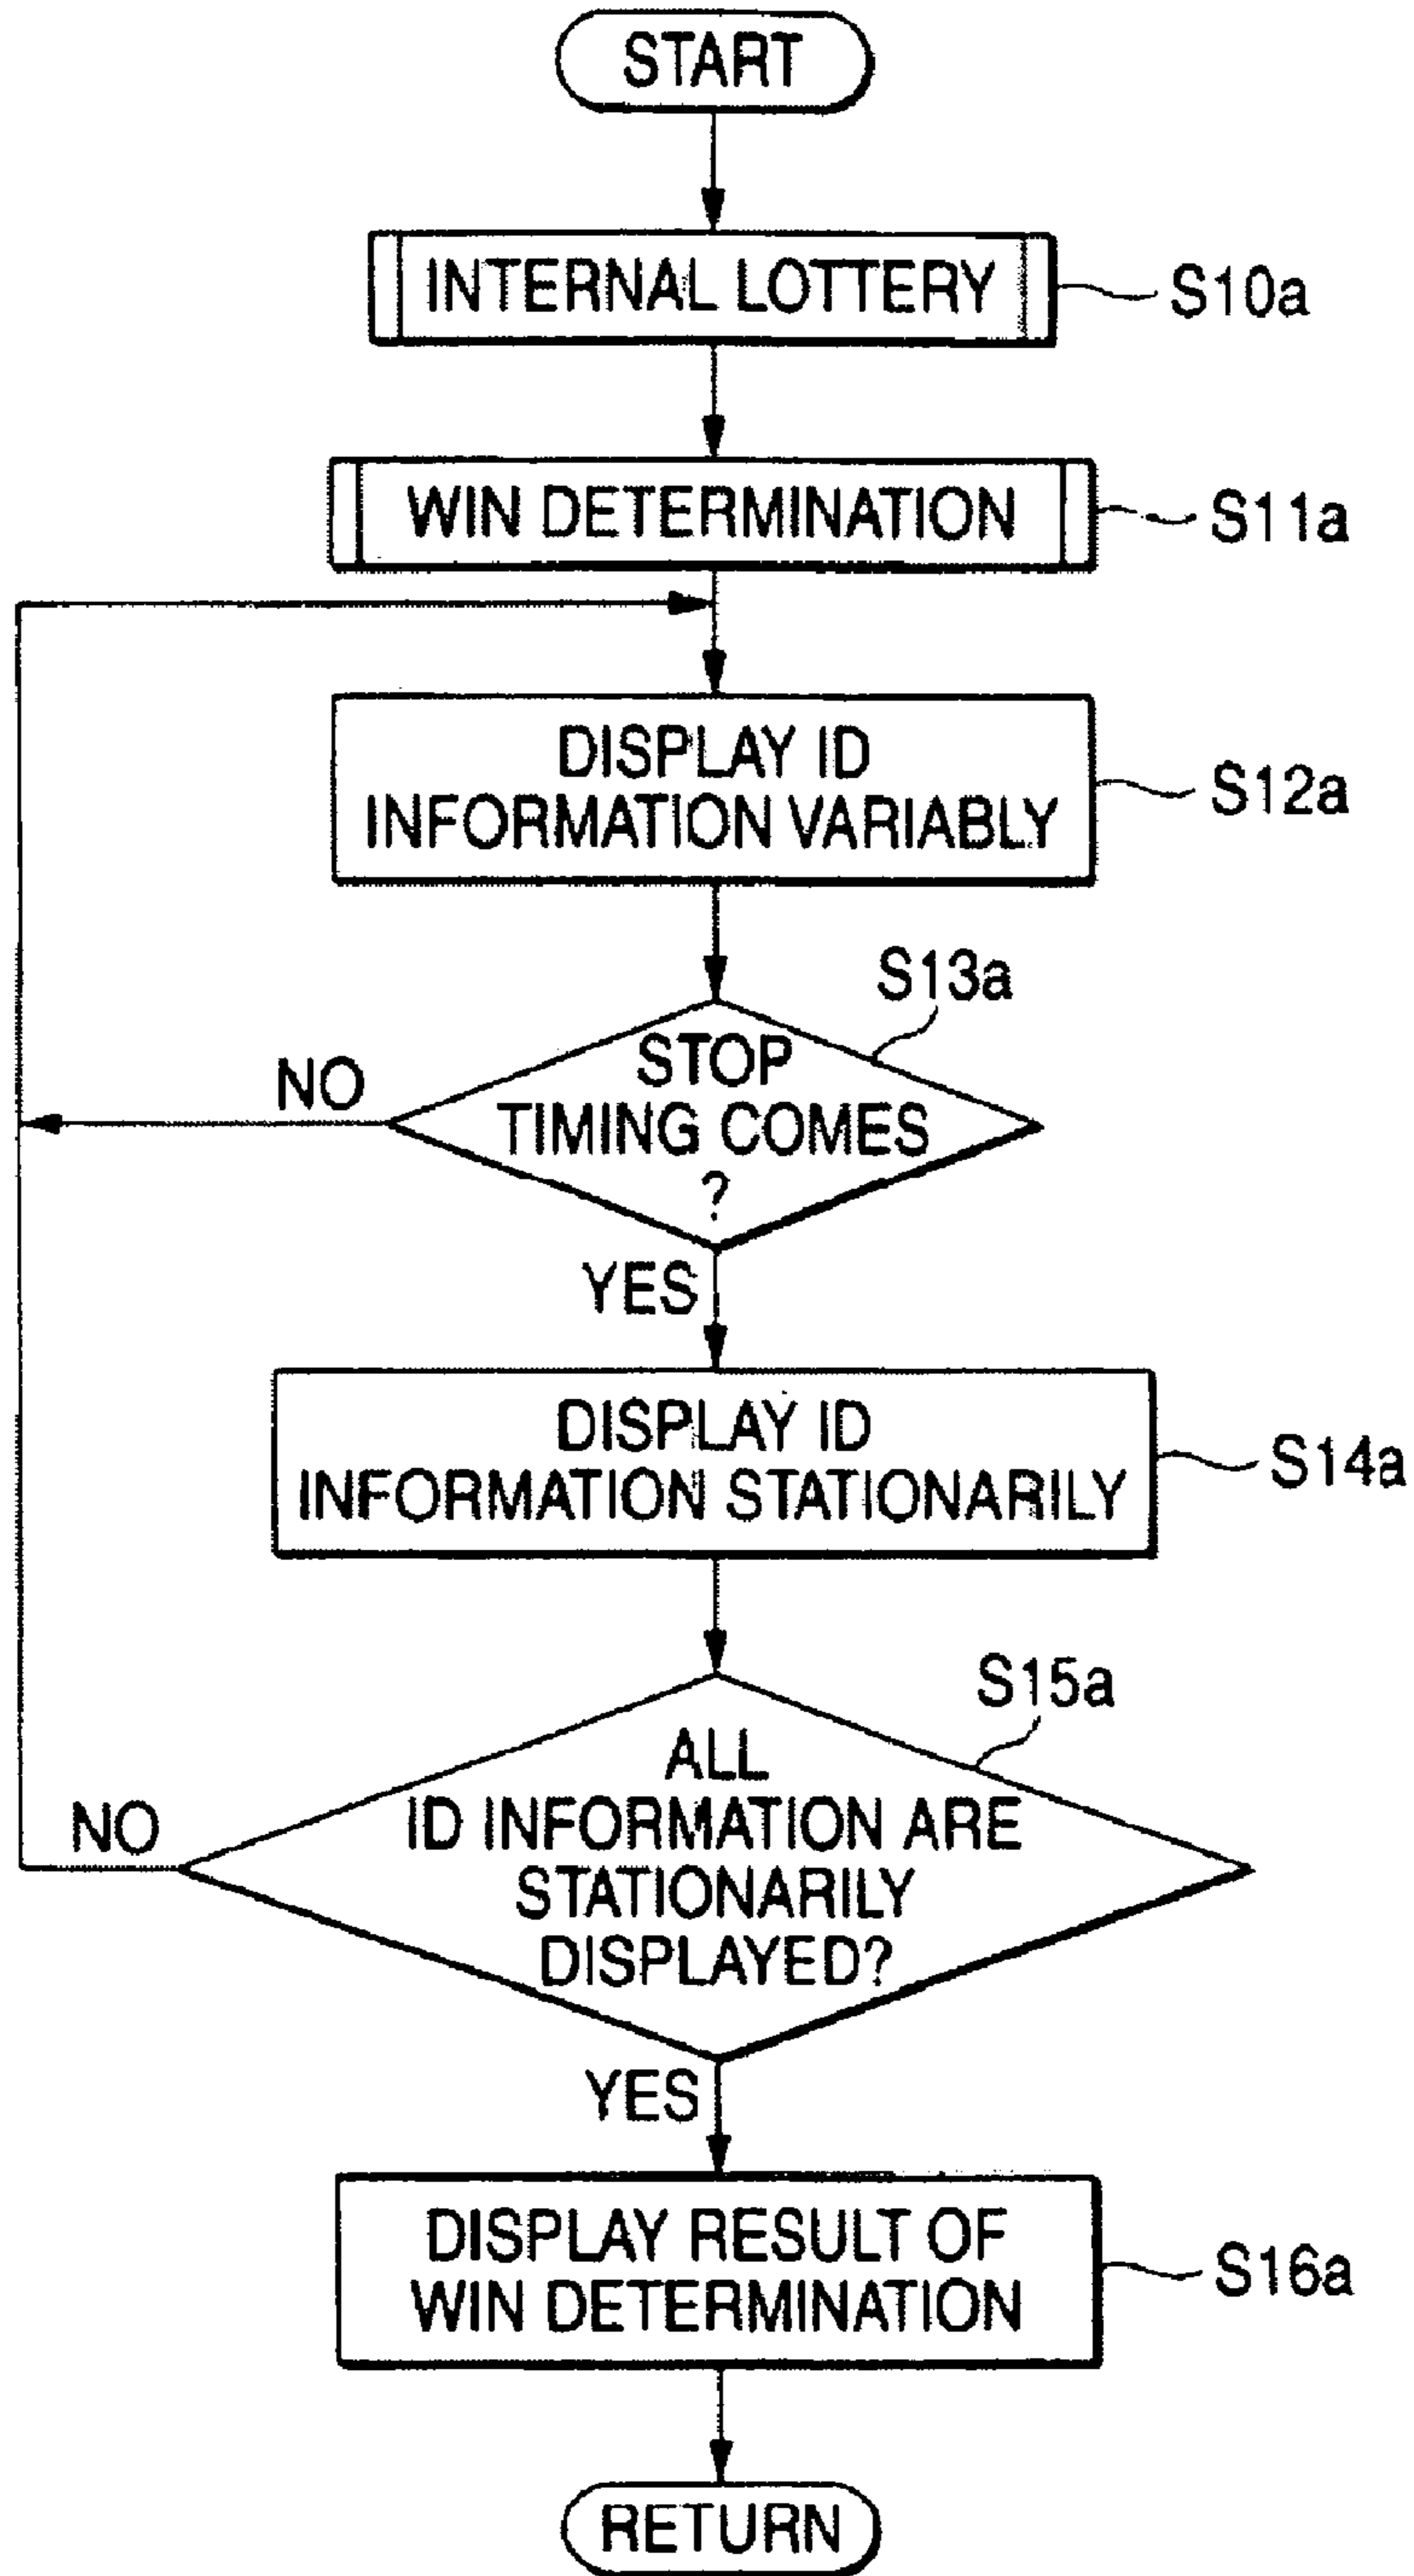 START
INTERNAL LOTTERY
S10a
WIN DETERMINATION
S11a
DISPLAY ID
INFORMATION VARIABLY
S12a
S13a
STOP
TIMING COMES
?
NO
YES
DISPLAY ID
INFORMATION STATIONARILY
S14a
S15a
ALL
ID INFORMATION ARE
STATIONARILY
DISPLAYED?
NO
YES
DISPLAY RESULT OF
WIN DETERMINATION
S16a
RETURN